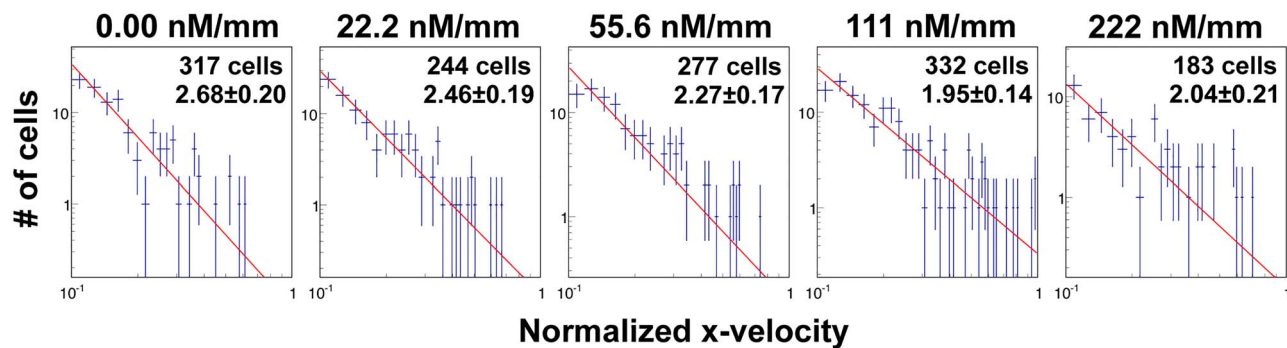 0.00 nM/mm 22.2 nM/mm 55.6 nM/mm 111 nM/mm 222 nM/mm
317 cells 244 cells 277 cells 332 cells 183 cells
2.68±0.20 2.46±0.19 2.27±0.17 1.95±0.14 2.04±0.21
# of cells
10 10 10 10 10
1 1 1 1 1
10⁻¹ 1 10⁻¹ 1 10⁻¹ 1 10⁻¹ 1 10⁻¹ 1
Normalized x-velocity